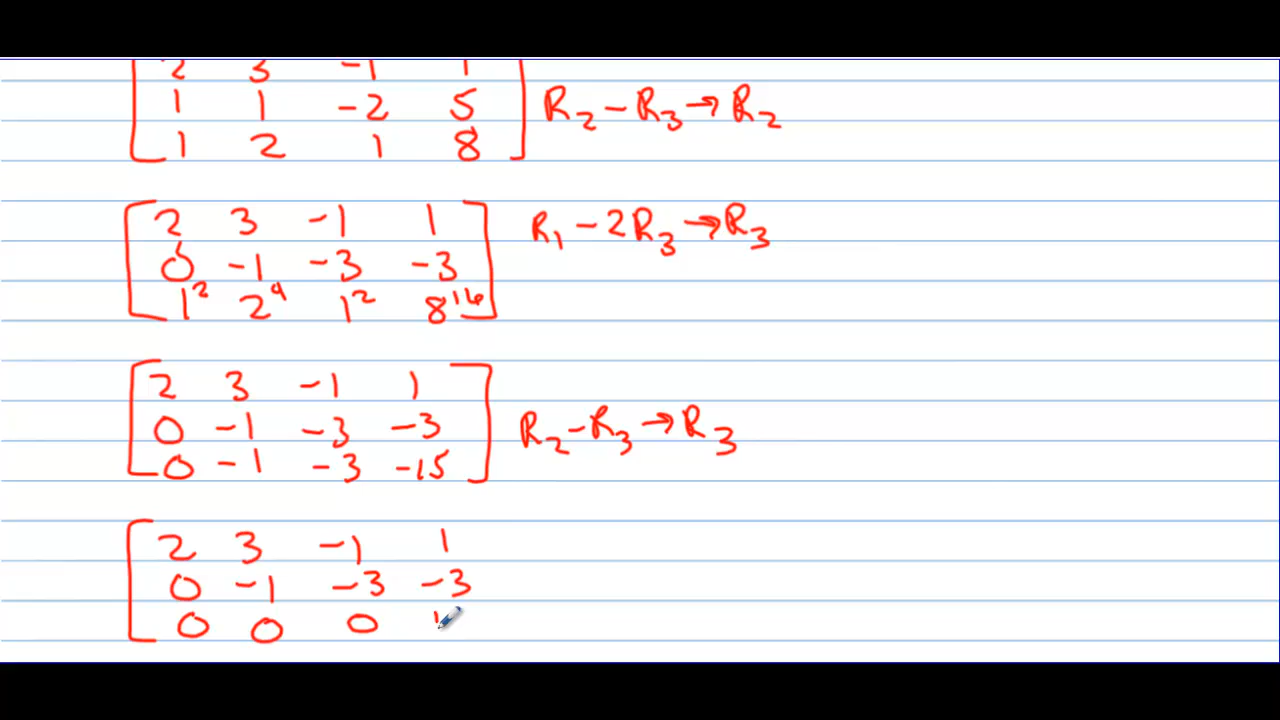 2 3 -1 1
1 1 -2 5 R2 - R3 → R2
1 2 1 8
2 3 -1 1 R1 - 2R3 → R3
0 -1 -3 -3
1² 2⁴ 1² 8¹⁶
2 3 -1 1
0 -1 -3 -3 R2 - R3 → R3
0 -1 -3 -15
2 3 -1 1
0 -1 -3 -3
0 0 0